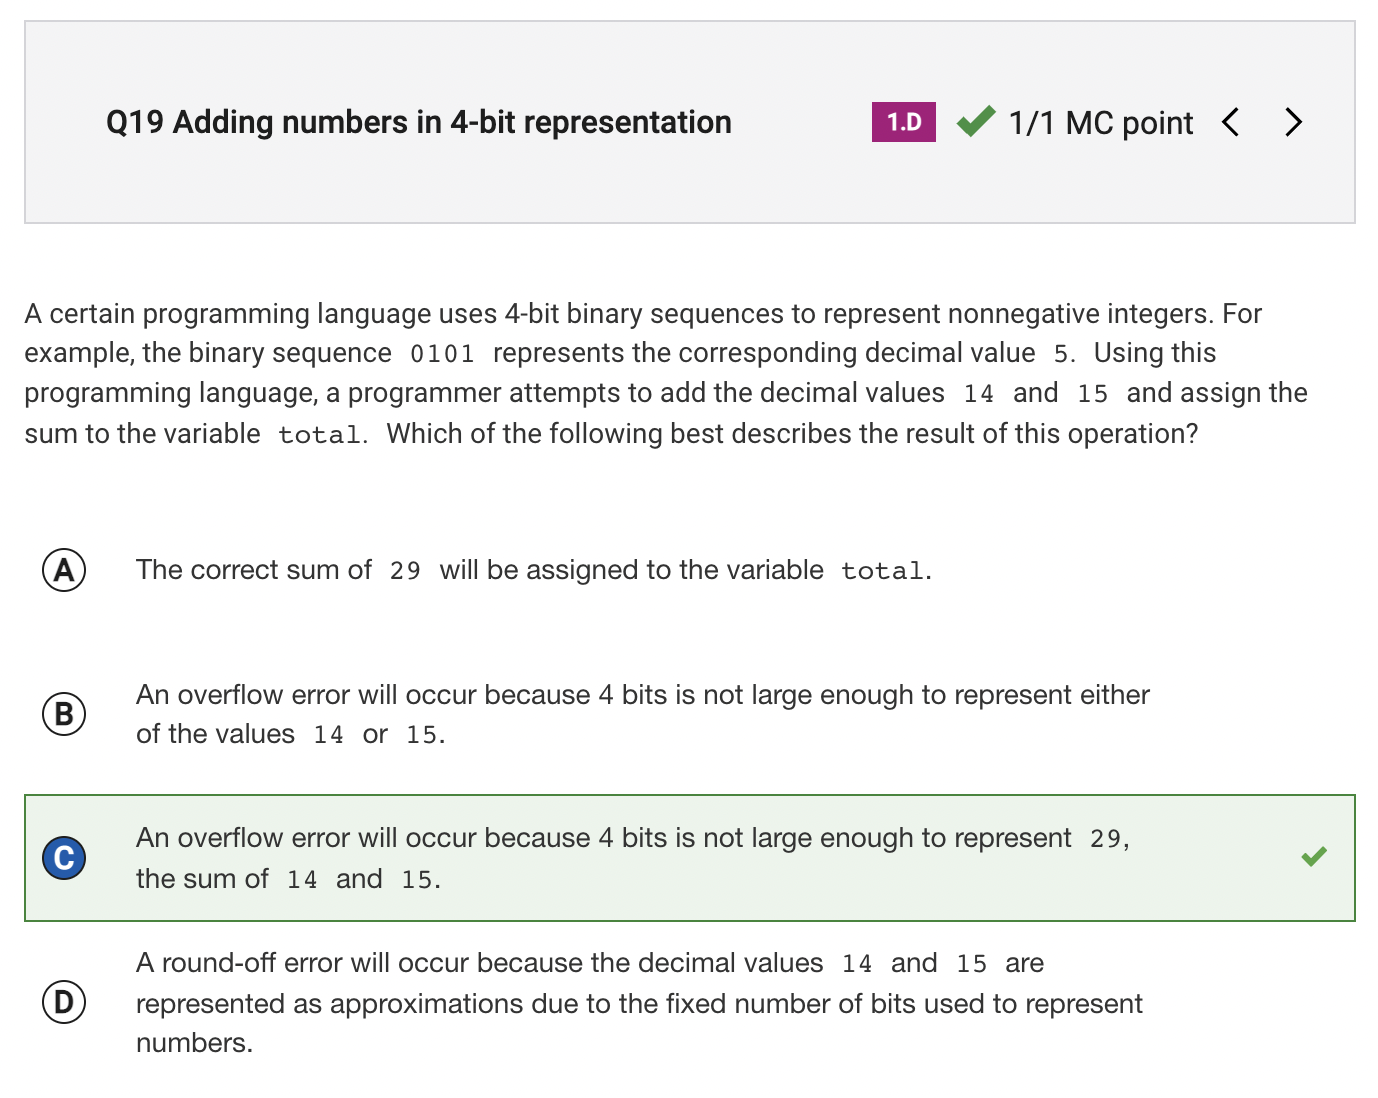 Q19 Adding numbers in 4-bit representation 1.D 1/1 MC point
A certain programming language uses 4-bit binary sequences to represent nonnegative integers. For
example, the binary sequence 0101 represents the corresponding decimal value 5. Using this
programming language, a programmer attempts to add the decimal values 14 and 15 and assign the
sum to the variable total. Which of the following best describes the result of this operation?
A The correct sum of 29 will be assigned to the variable total.
B An overflow error will occur because 4 bits is not large enough to represent either
of the values 14 or 15.
C An overflow error will occur because 4 bits is not large enough to represent 29,
the sum of 14 and 15.
D A round-off error will occur because the decimal values 14 and 15 are
represented as approximations due to the fixed number of bits used to represent
numbers.